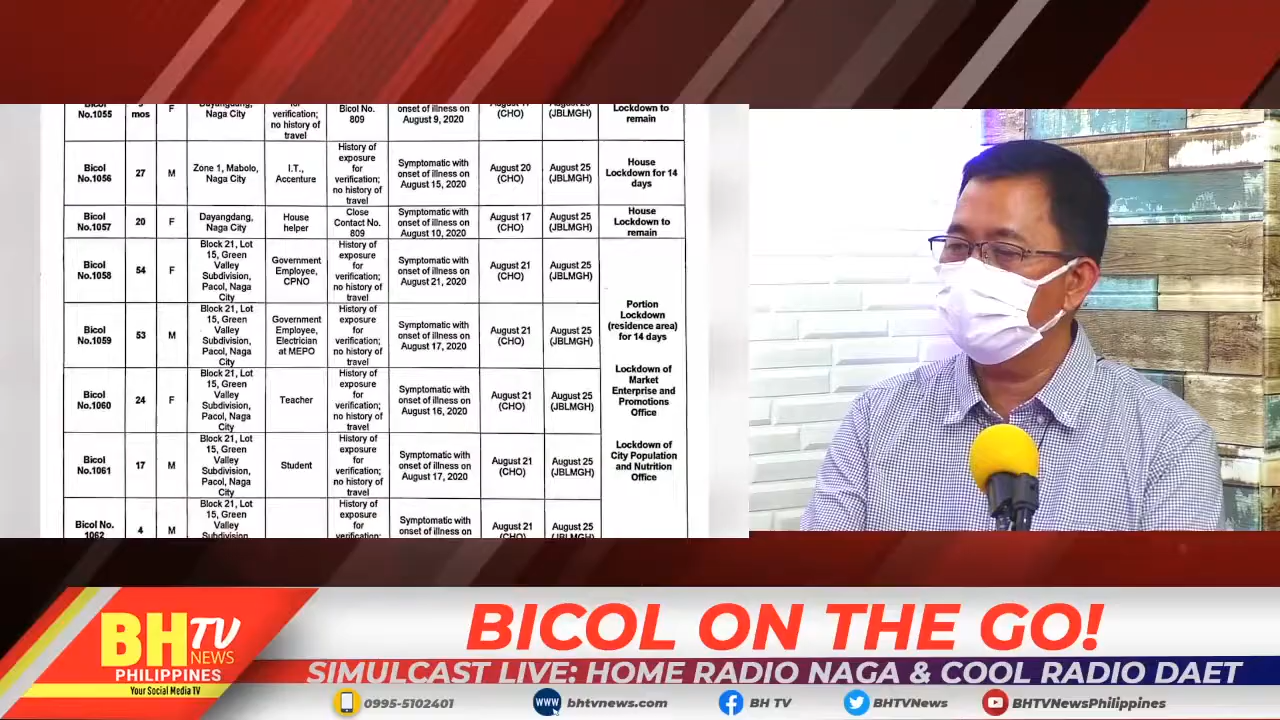 Bicol No.1055 mos F Dayangdang, Naga City for verification; no history of travel Bicol No. 809 onset of illness on August 9, 2020 (CHO) (JBLMGH) Lockdown to remain
Bicol No.1056 27 M Zone 1, Mabolo, Naga City I.T., Accenture History of exposure for verification; no history of travel Symptomatic with onset of illness on August 15, 2020 August 20 (CHO) August 25 (JBLMGH) House Lockdown for 14 days
Bicol No.1057 20 F Dayangdang, Naga City House helper Close Contact No. 809 Symptomatic with onset of illness on August 10, 2020 August 17 (CHO) August 25 (JBLMGH) House Lockdown to remain
Bicol No.1058 54 F Block 21, Lot 15, Green Valley Subdivision, Pacol, Naga City Government Employee, CPNO History of exposure for verification; no history of travel Symptomatic with onset of illness on August 21, 2020 August 21 (CHO) August 25 (JBLMGH)
Bicol No.1059 53 M Block 21, Lot 15, Green Valley Subdivision, Pacol, Naga City Government Employee, Electrician at MEPO History of exposure for verification; no history of travel Symptomatic with onset of illness on August 17, 2020 August 21 (CHO) August 25 (JBLMGH) Portion Lockdown (residence area) for 14 days
Bicol No.1060 24 F Block 21, Lot 15, Green Valley Subdivision, Pacol, Naga City Teacher History of exposure for verification; no history of travel Symptomatic with onset of illness on August 16, 2020 August 21 (CHO) August 25 (JBLMGH) Lockdown of Market Enterprise and Promotions Office
Bicol No.1061 17 M Block 21, Lot 15, Green Valley Subdivision, Pacol, Naga City Student History of exposure for verification; no history of travel Symptomatic with onset of illness on August 17, 2020 August 21 (CHO) August 25 (JBLMGH) Lockdown of City Population and Nutrition Office
Bicol No. 1062 4 M Block 21, Lot 15, Green Valley Subdivision History of exposure for verification; Symptomatic with onset of illness on August 21 (CHO) August 25 (JBLMGH)
BICOL ON THE GO!
SIMULCAST LIVE: HOME RADIO NAGA & COOL RADIO DAET
BH TV NEWS
PHILIPPINES
Your Social Media TV
0995-5102401 www bhtvnews.com BH TV BHTVNews BHTVNewsPhilippines